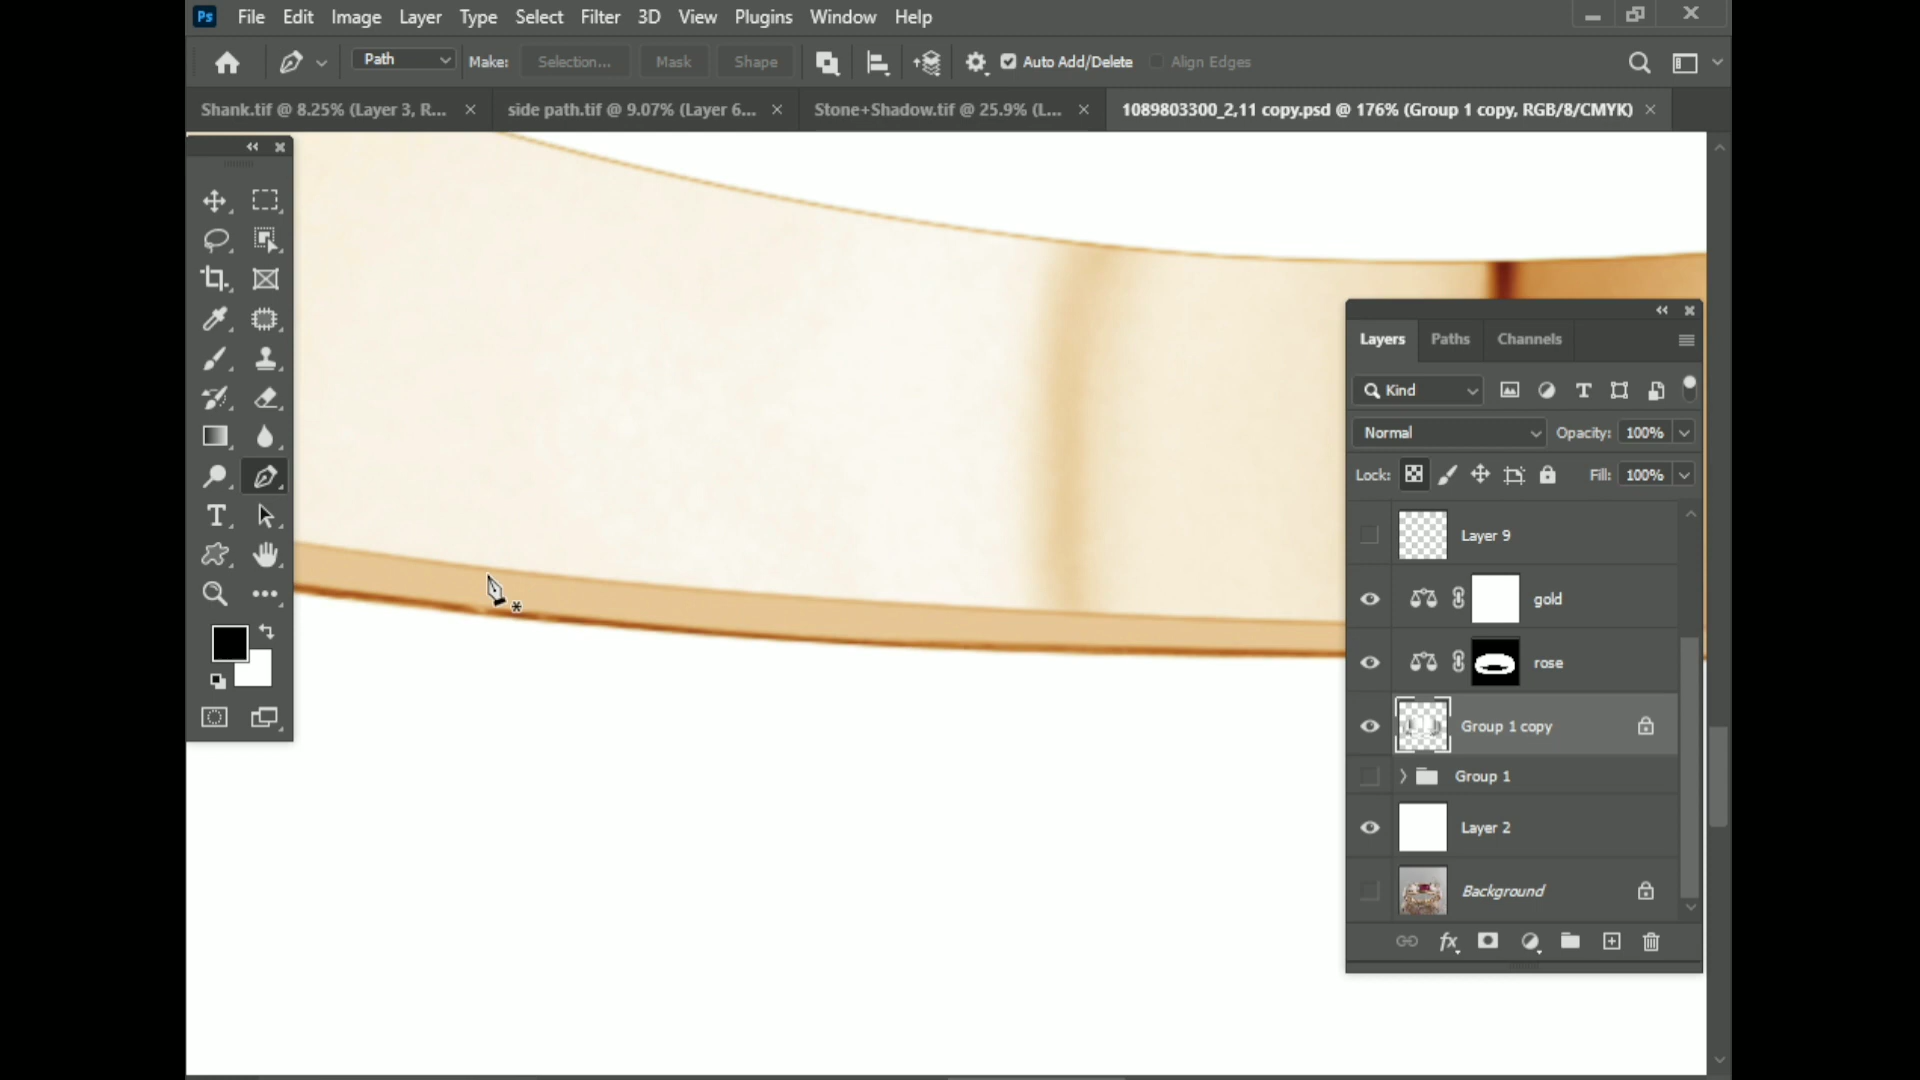 Ps File Edit Image Layer Type Select Filter 3D View Plugins Window Help
Path Make: Selection... Mask Shape Auto Add/Delete Align Edges
Shank.tif @ 8.25% (Layer 3, R... side path.tif @ 9.07% (Layer 6... Stone+Shadow.tif @ 25.9% (L... 1089803300_2,11 copy.psd @ 176% (Group 1 copy, RGB/8/CMYK)
Layers Paths Channels
Kind
Normal Opacity: 100%
Lock: Fill: 100%
Layer 9
gold
rose
Group 1 copy
Group 1
Layer 2
Background
fx